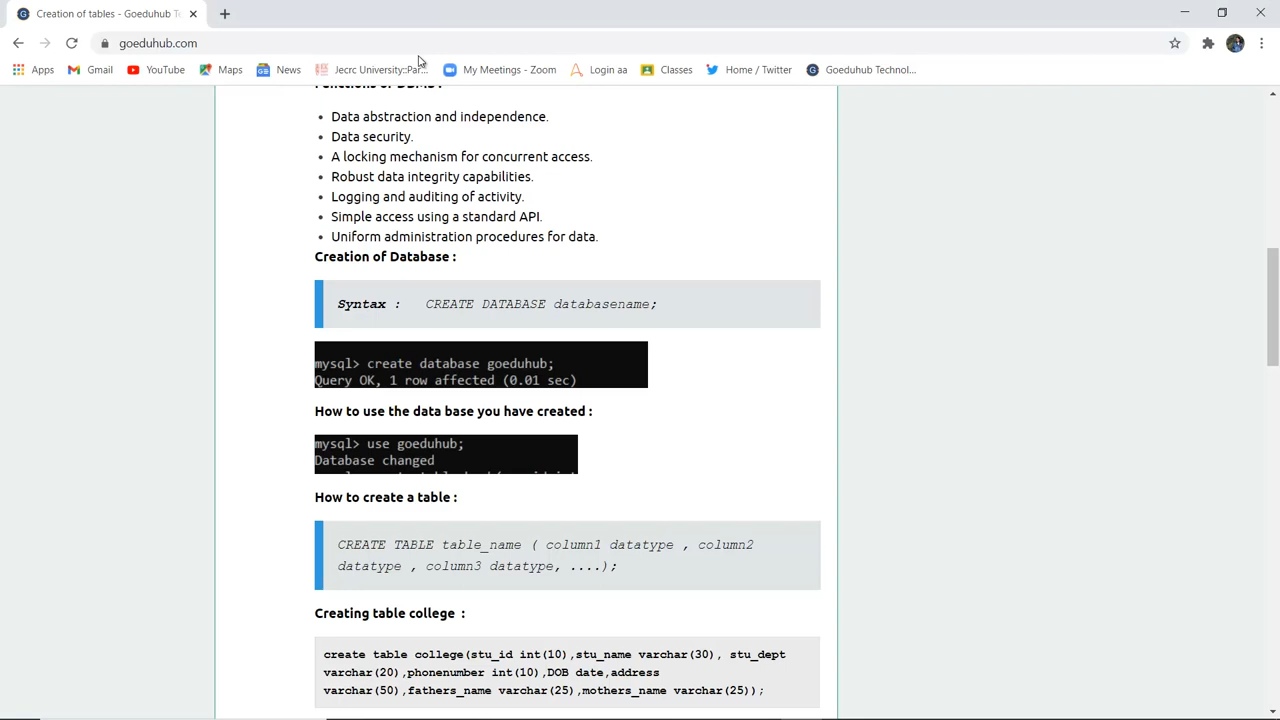 Creation of tables - Goeduhub Te
goeduhub.com
Apps Gmail YouTube Maps News Jecrc University::Par... My Meetings - Zoom Login aa Classes Home / Twitter Goeduhub Technol...
Functions of DBMS :
Data abstraction and independence.
Data security.
A locking mechanism for concurrent access.
Robust data integrity capabilities.
Logging and auditing of activity.
Simple access using a standard API.
Uniform administration procedures for data.
Creation of Database :
Syntax : CREATE DATABASE databasename;
mysql> create database goeduhub;
Query OK, 1 row affected (0.01 sec)
How to use the data base you have created :
mysql> use goeduhub;
Database changed
How to create a table :
CREATE TABLE table_name ( column1 datatype , column2
datatype , column3 datatype, ....);
Creating table college :
create table college(stu_id int(10),stu_name varchar(30), stu_dept
varchar(20),phonenumber int(10),DOB date,address
varchar(50),fathers_name varchar(25),mothers_name varchar(25));